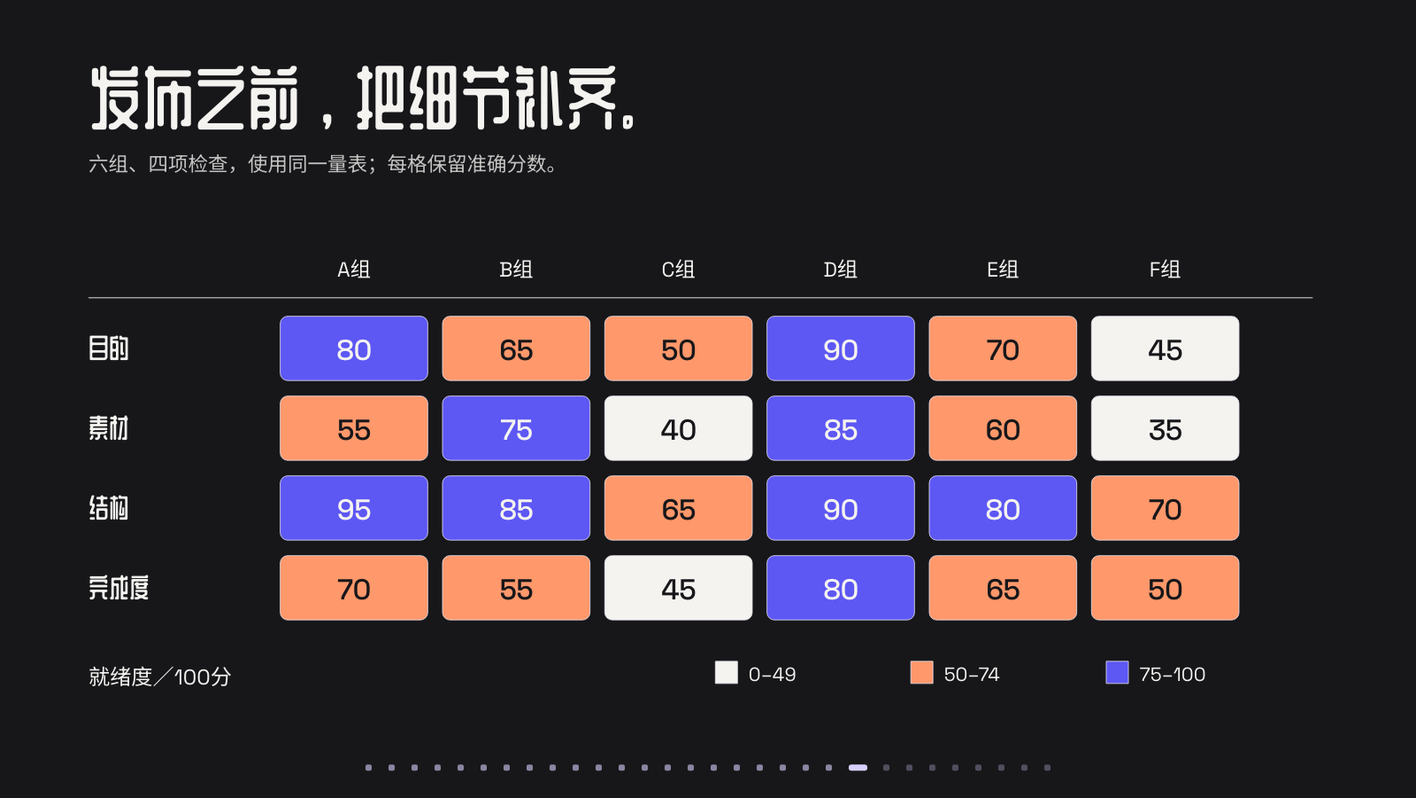 发布之前，把细节补齐。
六组、四项检查，使用同一量表；每格保留准确分数。
A组 B组 C组 D组 E组 F组
目的 80 65 50 90 70 45
素材 55 75 40 85 60 35
结构 95 85 65 90 80 70
完成度 70 55 45 80 65 50
就绪度／100分 0–49 50–74 75–100